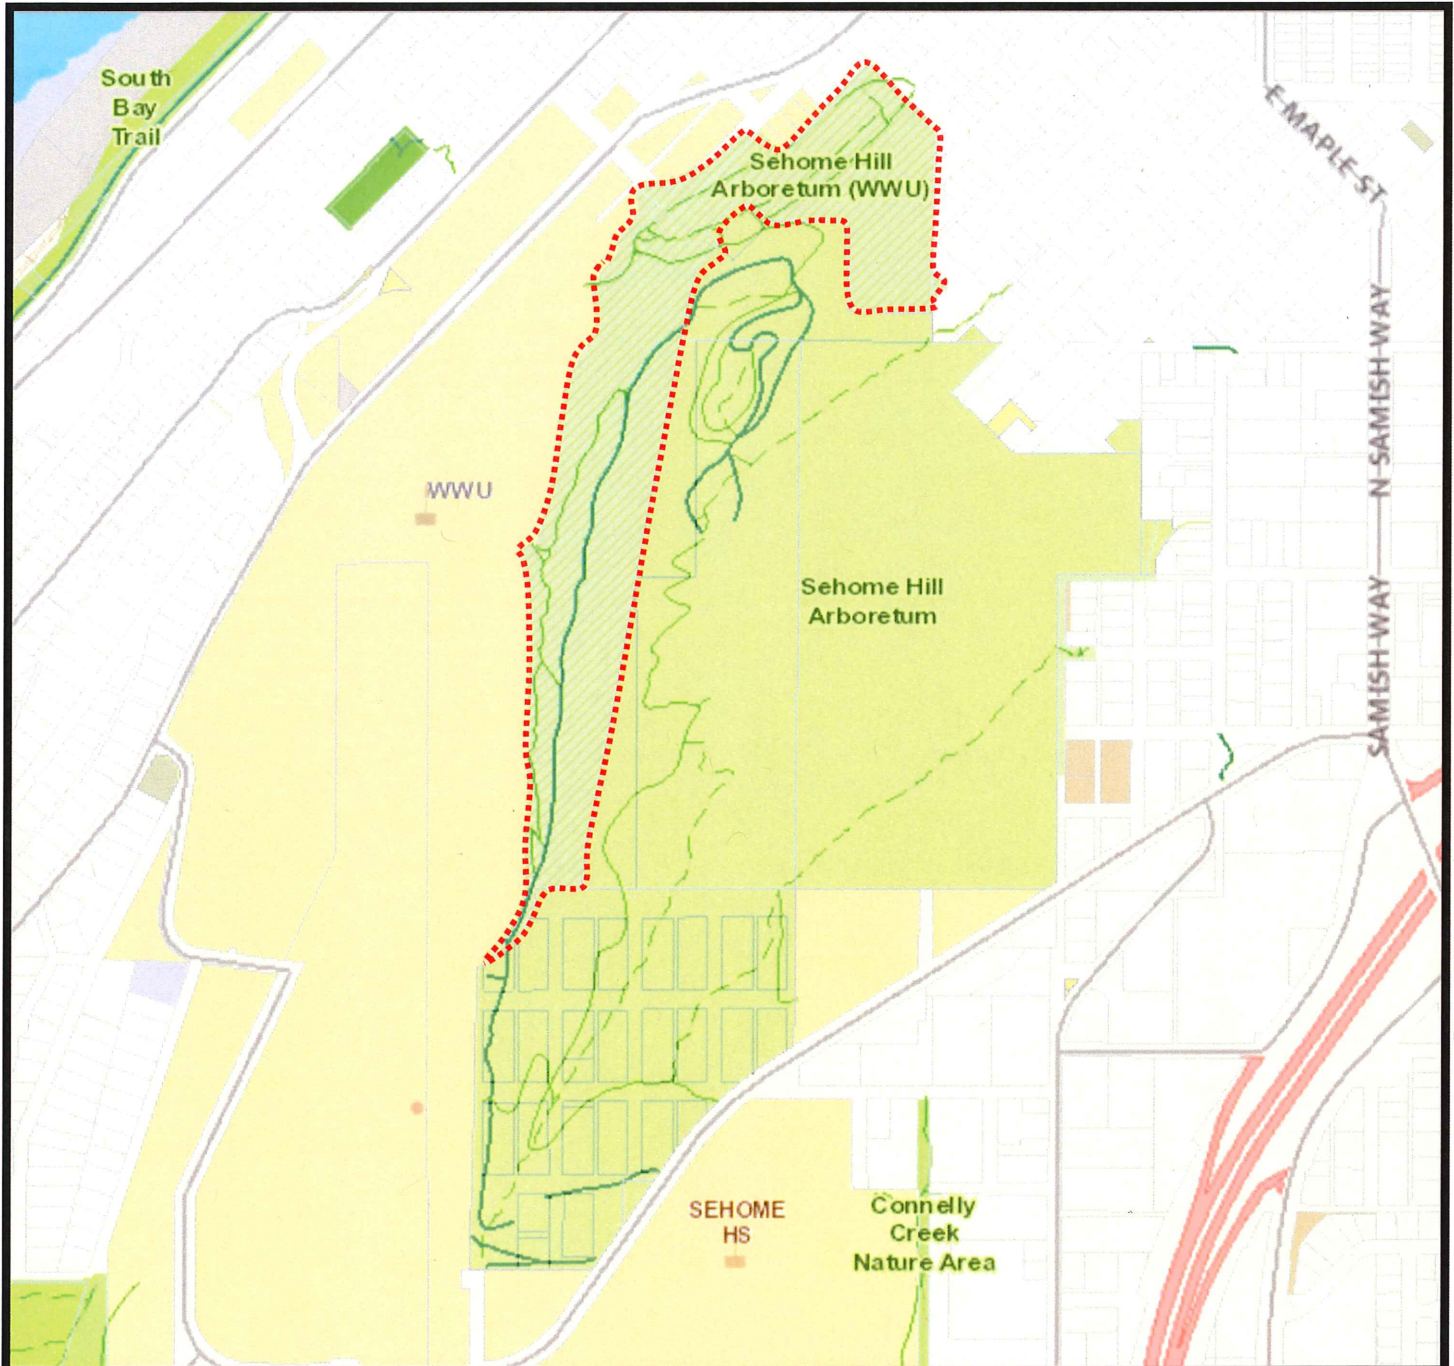 South
Bay
Trail
E MAPLE ST
Sehome Hill
Arboretum (WWU)
N SAMISH WAY
WWU
Sehome Hill
Arboretum
SAMISH WAY
SEHOME
HS
Connelly
Creek
Nature Area